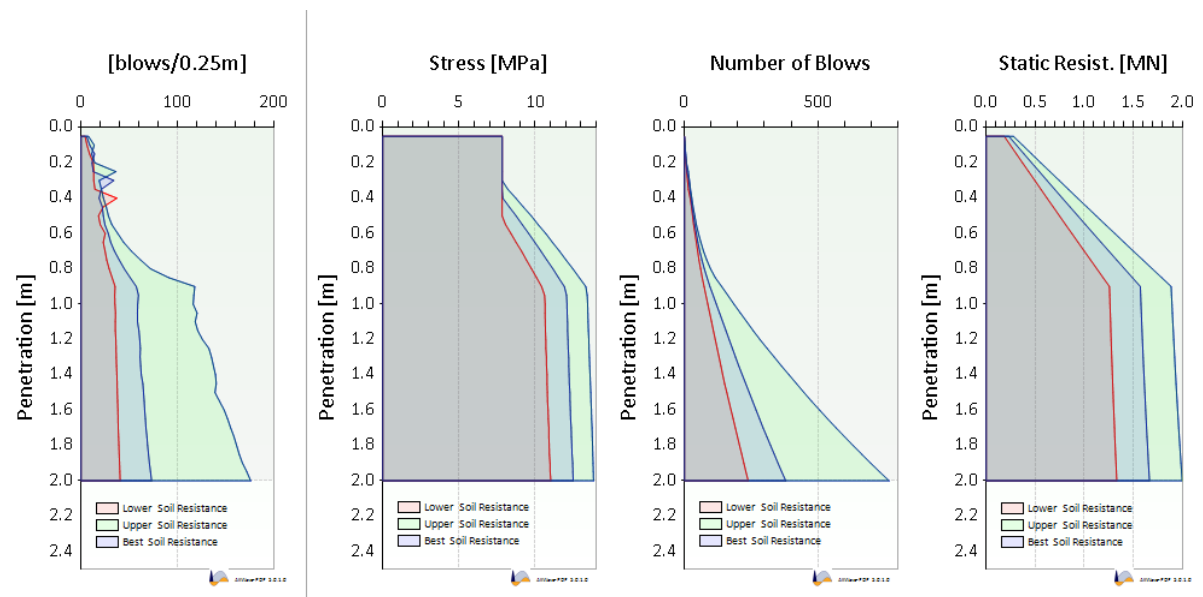 [blows/0.25m]
0 100 200
Penetration [m]
0.0
0.2
0.4
0.6
0.8
1.0
1.2
1.4
1.6
1.8
2.0
2.2
2.4
Lower Soil Resistance
Upper Soil Resistance
Best Soil Resistance
AllWave-PDP 1.0.1.0
Stress [MPa]
0 5 10
Penetration [m]
0.0
0.2
0.4
0.6
0.8
1.0
1.2
1.4
1.6
1.8
2.0
2.2
2.4
Lower Soil Resistance
Upper Soil Resistance
Best Soil Resistance
Number of Blows
0 500
Penetration [m]
0.0
0.2
0.4
0.6
0.8
1.0
1.2
1.4
1.6
1.8
2.0
2.2
2.4
Lower Soil Resistance
Upper Soil Resistance
Best Soil Resistance
Static Resist. [MN]
0.0 0.5 1.0 1.5 2.0
Penetration [m]
0.0
0.2
0.4
0.6
0.8
1.0
1.2
1.4
1.6
1.8
2.0
2.2
2.4
Lower Soil Resistance
Upper Soil Resistance
Best Soil Resistance